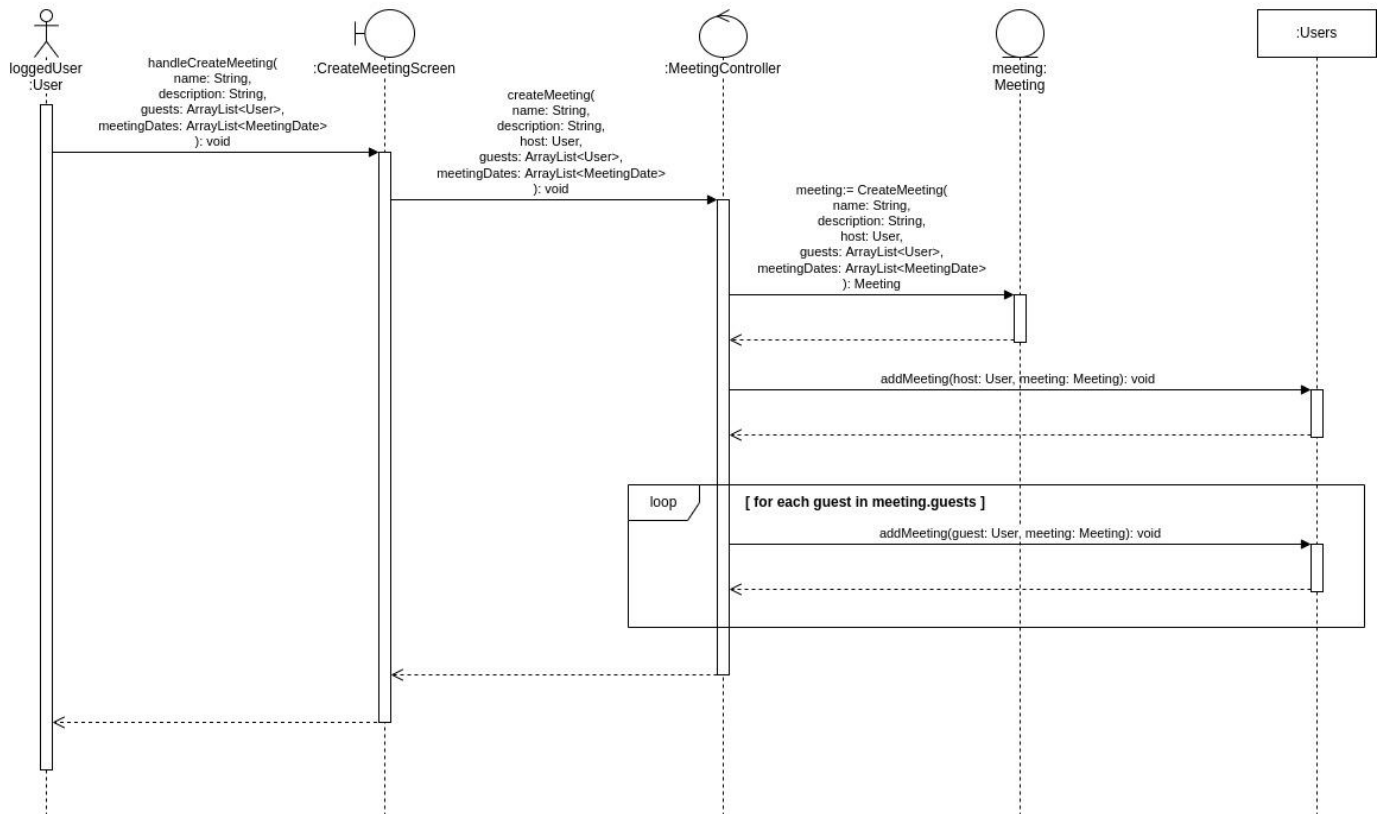 loggedUser
:User
:CreateMeetingScreen
:MeetingController
meeting:
Meeting
:Users
handleCreateMeeting(
name: String,
description: String,
guests: ArrayList<User>,
meetingDates: ArrayList<MeetingDate>
): void
createMeeting(
name: String,
description: String,
host: User,
guests: ArrayList<User>,
meetingDates: ArrayList<MeetingDate>
): void
meeting:= CreateMeeting(
name: String,
description: String,
host: User,
guests: ArrayList<User>,
meetingDates: ArrayList<MeetingDate>
): Meeting
addMeeting(host: User, meeting: Meeting): void
loop
[ for each guest in meeting.guests ]
addMeeting(guest: User, meeting: Meeting): void